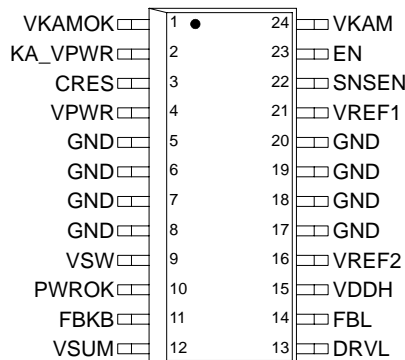 VKAMOK 1 24 VKAM
KA_VPWR 2 23 EN
CRES 3 22 SNSEN
VPWR 4 21 VREF1
GND 5 20 GND
GND 6 19 GND
GND 7 18 GND
GND 8 17 GND
VSW 9 16 VREF2
PWROK 10 15 VDDH
FBKB 11 14 FBL
VSUM 12 13 DRVL